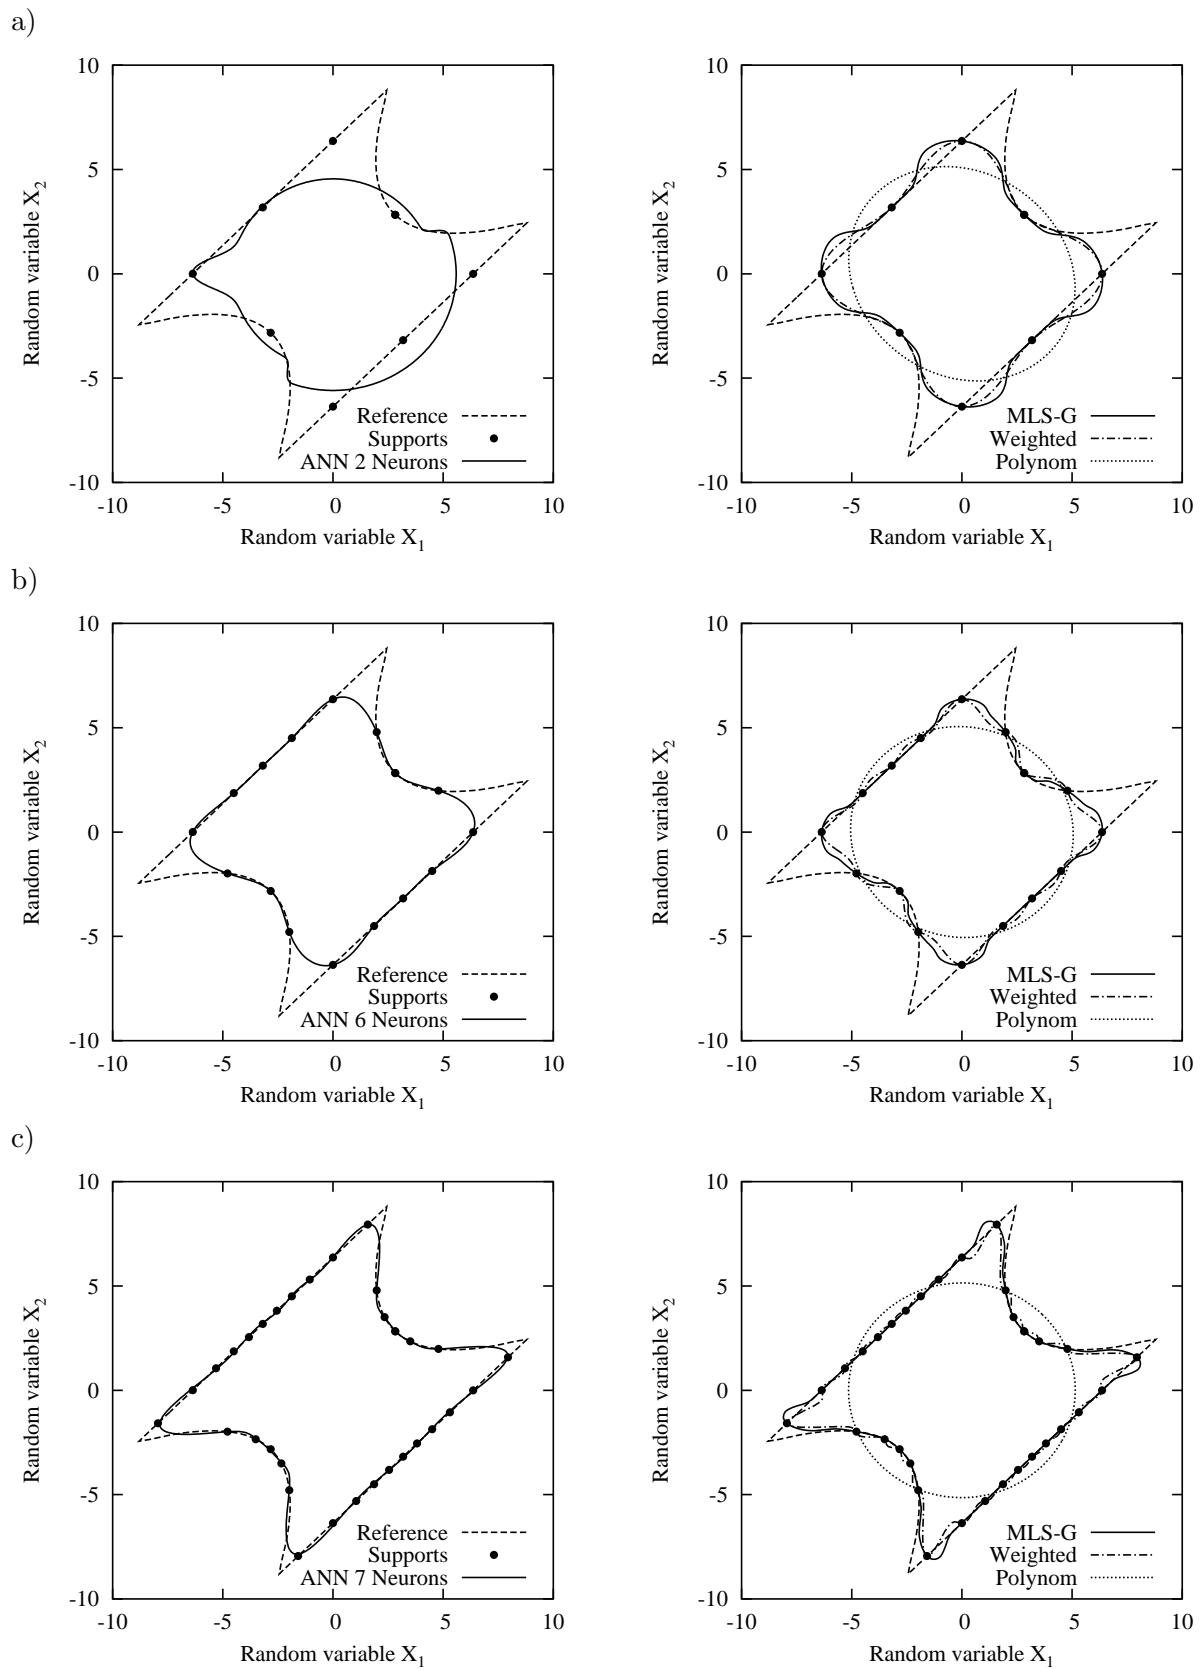 a)
10
5
0
-5
-10
-10
-5
0
5
10
Random variable X2
Random variable X1
Reference
Supports
ANN 2 Neurons
10
5
0
-5
-10
-10
-5
0
5
10
Random variable X2
Random variable X1
MLS-G
Weighted
Polynom
b)
10
5
0
-5
-10
-10
-5
0
5
10
Random variable X2
Random variable X1
Reference
Supports
ANN 6 Neurons
10
5
0
-5
-10
-10
-5
0
5
10
Random variable X2
Random variable X1
MLS-G
Weighted
Polynom
c)
10
5
0
-5
-10
-10
-5
0
5
10
Random variable X2
Random variable X1
Reference
Supports
ANN 7 Neurons
10
5
0
-5
-10
-10
-5
0
5
10
Random variable X2
Random variable X1
MLS-G
Weighted
Polynom